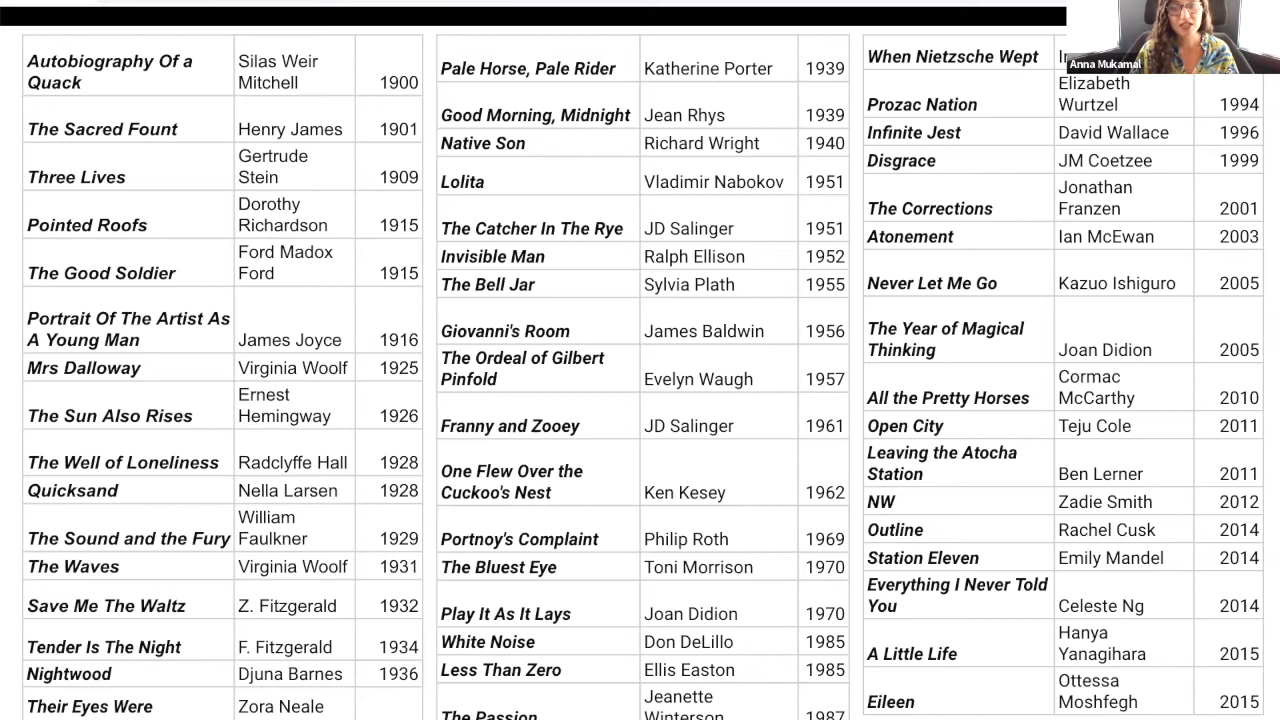 Autobiography Of a
Quack
Silas Weir
Mitchell
1900
The Sacred Fount
Henry James
1901
Three Lives
Gertrude
Stein
1909
Pointed Roofs
Dorothy
Richardson
1915
The Good Soldier
Ford Madox
Ford
1915
Portrait Of The Artist As
A Young Man
James Joyce
1916
Mrs Dalloway
Virginia Woolf
1925
The Sun Also Rises
Ernest
Hemingway
1926
The Well of Loneliness
Radclyffe Hall
1928
Quicksand
Nella Larsen
1928
The Sound and the Fury
William
Faulkner
1929
The Waves
Virginia Woolf
1931
Save Me The Waltz
Z. Fitzgerald
1932
Tender Is The Night
F. Fitzgerald
1934
Nightwood
Djuna Barnes
1936
Their Eyes Were
Zora Neale
Pale Horse, Pale Rider
Katherine Porter
1939
Good Morning, Midnight
Jean Rhys
1939
Native Son
Richard Wright
1940
Lolita
Vladimir Nabokov
1951
The Catcher In The Rye
JD Salinger
1951
Invisible Man
Ralph Ellison
1952
The Bell Jar
Sylvia Plath
1955
Giovanni's Room
James Baldwin
1956
The Ordeal of Gilbert
Pinfold
Evelyn Waugh
1957
Franny and Zooey
JD Salinger
1961
One Flew Over the
Cuckoo's Nest
Ken Kesey
1962
Portnoy's Complaint
Philip Roth
1969
The Bluest Eye
Toni Morrison
1970
Play It As It Lays
Joan Didion
1970
White Noise
Don DeLillo
1985
Less Than Zero
Ellis Easton
1985
The Passion
Jeanette
Winterson
1987
When Nietzsche Wept
Anna Mukamal
Prozac Nation
Elizabeth
Wurtzel
1994
Infinite Jest
David Wallace
1996
Disgrace
JM Coetzee
1999
The Corrections
Jonathan
Franzen
2001
Atonement
Ian McEwan
2003
Never Let Me Go
Kazuo Ishiguro
2005
The Year of Magical
Thinking
Joan Didion
2005
All the Pretty Horses
Cormac
McCarthy
2010
Open City
Teju Cole
2011
Leaving the Atocha
Station
Ben Lerner
2011
NW
Zadie Smith
2012
Outline
Rachel Cusk
2014
Station Eleven
Emily Mandel
2014
Everything I Never Told
You
Celeste Ng
2014
A Little Life
Hanya
Yanagihara
2015
Eileen
Ottessa
Moshfegh
2015